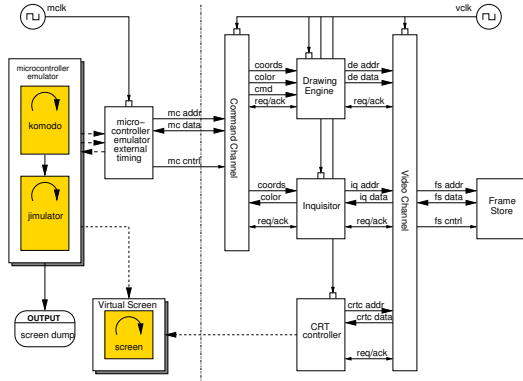 mclk
vclk
microcontroller
emulator
komodo
jimulator
micro-
controller
emulator
external
timing
mc addr
mc data
mc cntrl
Command Channel
coords
color
cmd
req/ack
Drawing
Engine
de addr
de data
req/ack
coords
color
req/ack
Inquisitor
iq addr
iq data
req/ack
Video Channel
fs addr
fs data
fs cntrl
Frame
Store
CRT
controller
crtc addr
crtc data
req/ack
OUTPUT
screen dump
Virtual Screen
screen